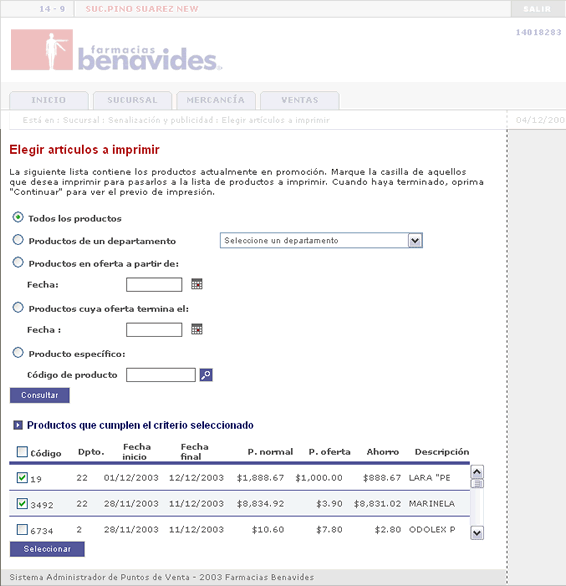 14 - 9 SUC.PINO SUAREZ NEW SALIR
14018283
farmacias
benavides
INICIO SUCURSAL MERCANCÍA VENTAS
Está en : Sucursal : Senalización y publicidad : Elegir artículos a imprimir 04/12/200
Elegir artículos a imprimir
La siguiente lista contiene los productos actualmente en promoción. Marque la casilla de aquellos
que desea imprimir para pasarlos a la lista de productos a imprimir. Cuando haya terminado, oprima
"Continuar" para ver el previo de impresión.
Todos los productos
Productos de un departamento Seleccione un departamento
Productos en oferta a partir de:
Fecha:
Productos cuya oferta termina el:
Fecha :
Producto específico:
Código de producto
Consultar
Productos que cumplen el criterio seleccionado
Código Dpto. Fecha inicio Fecha final P. normal P. oferta Ahorro Descripción
19 22 01/12/2003 12/12/2003 $1,888.67 $1,000.00 $888.67 LARA "PE
3492 22 28/11/2003 11/12/2003 $8,834.92 $3.90 $8,831.02 MARINELA
6734 2 28/11/2003 11/12/2003 $10.60 $7.80 $2.80 ODOLEX P
Seleccionar
Sistema Administrador de Puntos de Venta - 2003 Farmacias Benavides